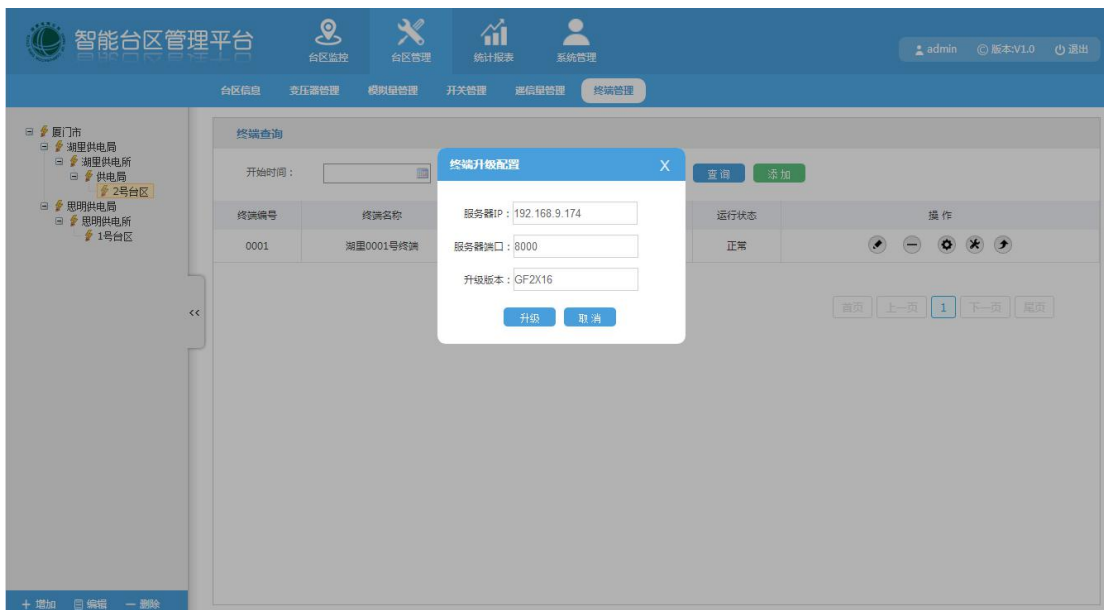 智能台区管理平台
台区监控 台区管理 统计报表 系统管理
admin ©版本:V1.0 退出
台区信息 变压器管理 模拟量管理 开关管理 遥信量管理 终端管理
厦门市
湖里供电局
湖里供电所
供电局
2号台区
思明供电局
思明供电所
1号台区
<<
终端查询
开始时间：
查询 添加
终端编号 终端名称 运行状态 操作
0001 湖里0001号终端 正常
终端升级配置 X
服务器IP：192.168.9.174
服务器端口：8000
升级版本：GF2X16
升级 取消
首页 上一页 1 下一页 尾页
+ 增加 编辑 — 删除